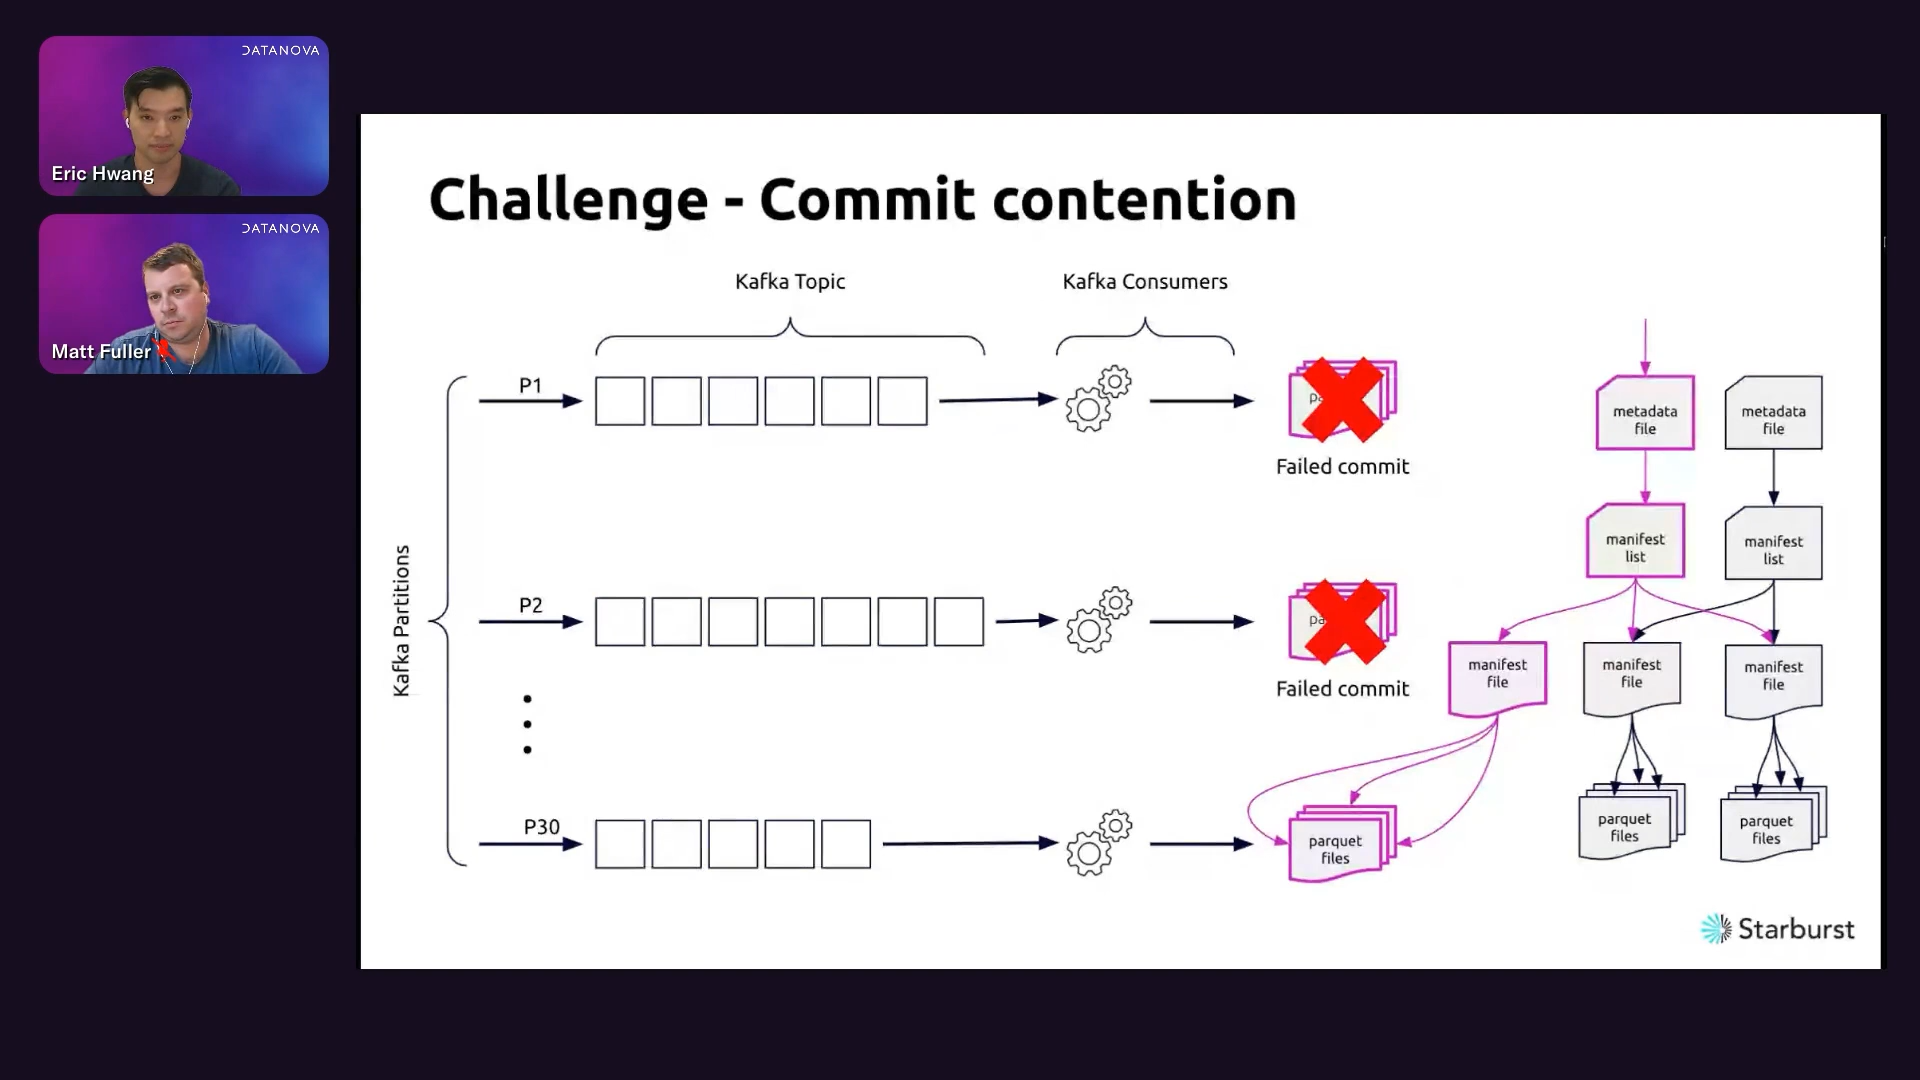 DATANOVA
Eric Hwang
DATANOVA
Matt Fuller
Challenge - Commit contention
Kafka Topic
Kafka Consumers
Kafka Partitions
P1
Failed commit
P2
Failed commit
P30
parquet
files
metadata
file
metadata
file
manifest
list
manifest
list
manifest
file
manifest
file
manifest
file
parquet
files
parquet
files
Starburst